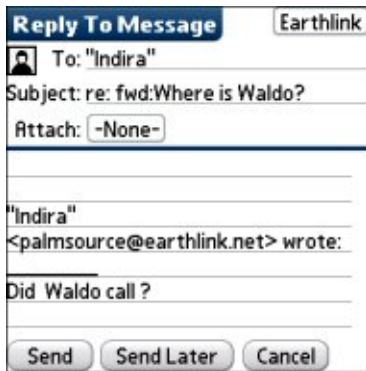 Reply To Message Earthlink
To: "Indira"
Subject: re: fwd:Where is Waldo?
Attach: -None-
"Indira"
<palmsource@earthlink.net> wrote:
Did Waldo call ?
Send Send Later Cancel